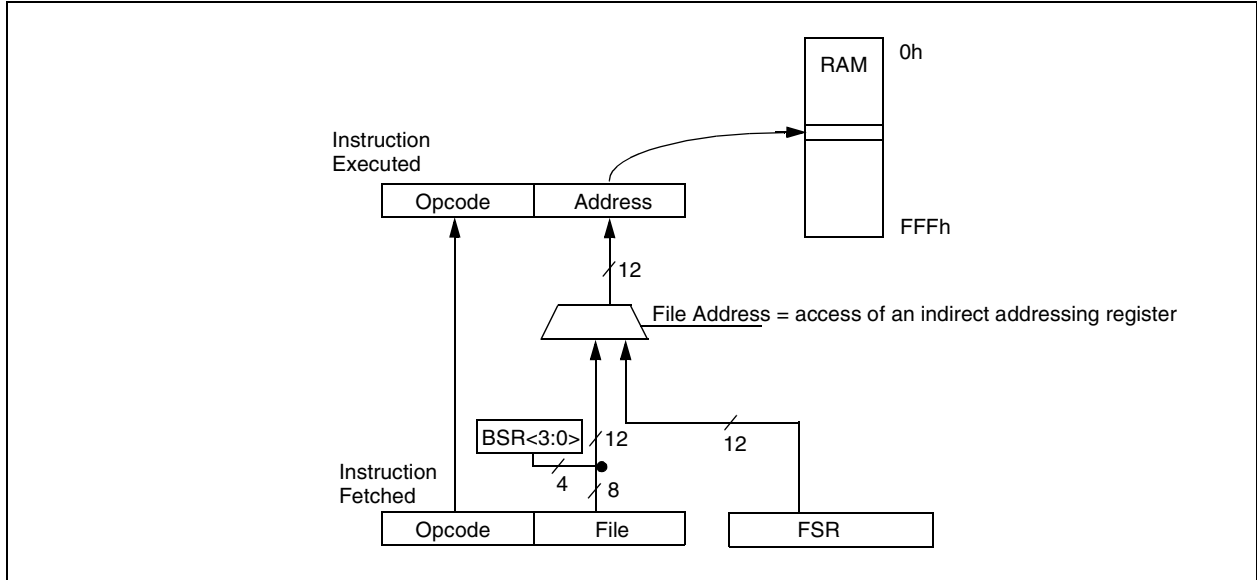 RAM
0h
Instruction
Executed
Opcode
Address
FFFh
12
File Address = access of an indirect addressing register
BSR<3:0>
12
12
Instruction
Fetched
4
8
Opcode
File
FSR